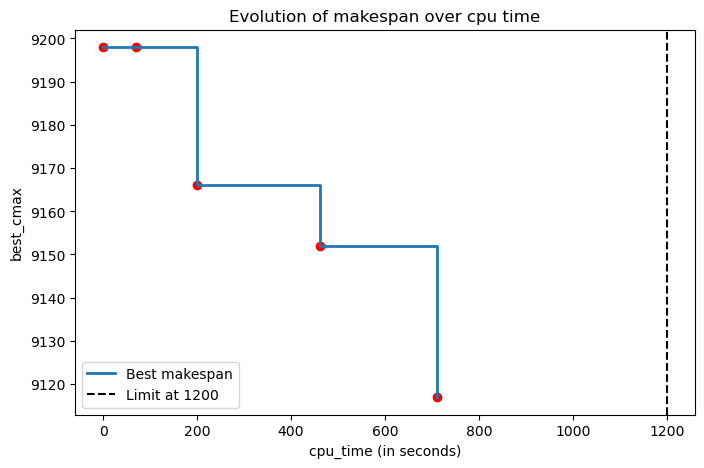 Evolution of makespan over cpu time
best_cmax
9200
9190
9180
9170
9160
9150
9140
9130
9120
Best makespan
Limit at 1200
0 200 400 600 800 1000 1200
cpu_time (in seconds)